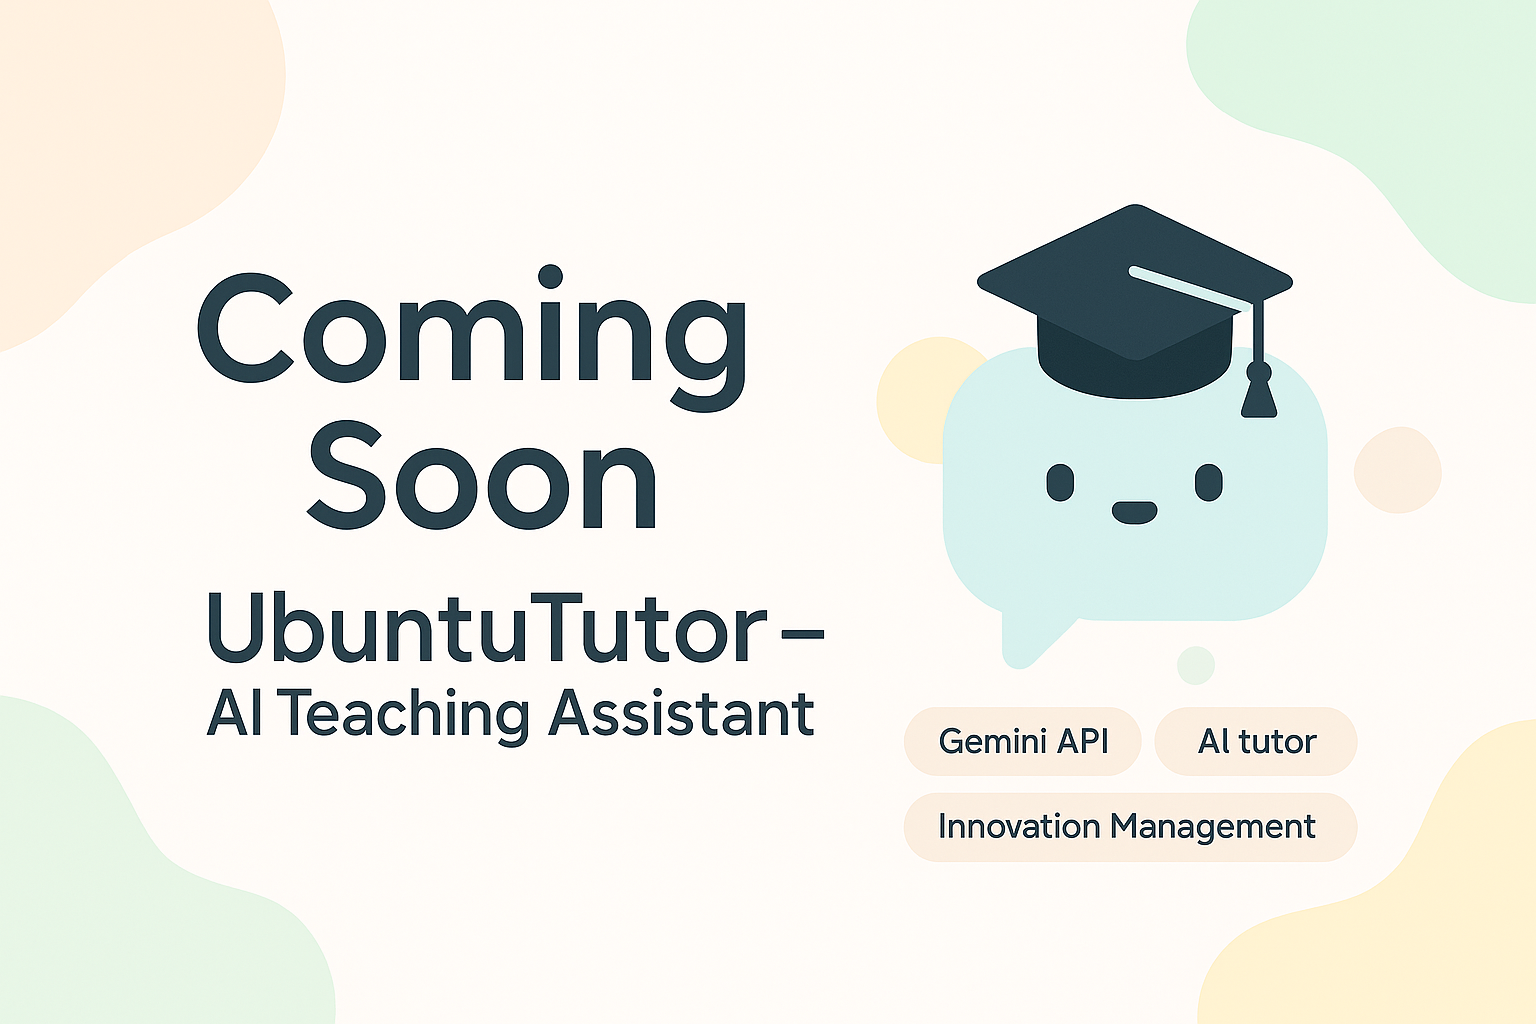 Coming
Soon
UbuntuTutor –
AI Teaching Assistant
Gemini API
AI tutor
Innovation Management